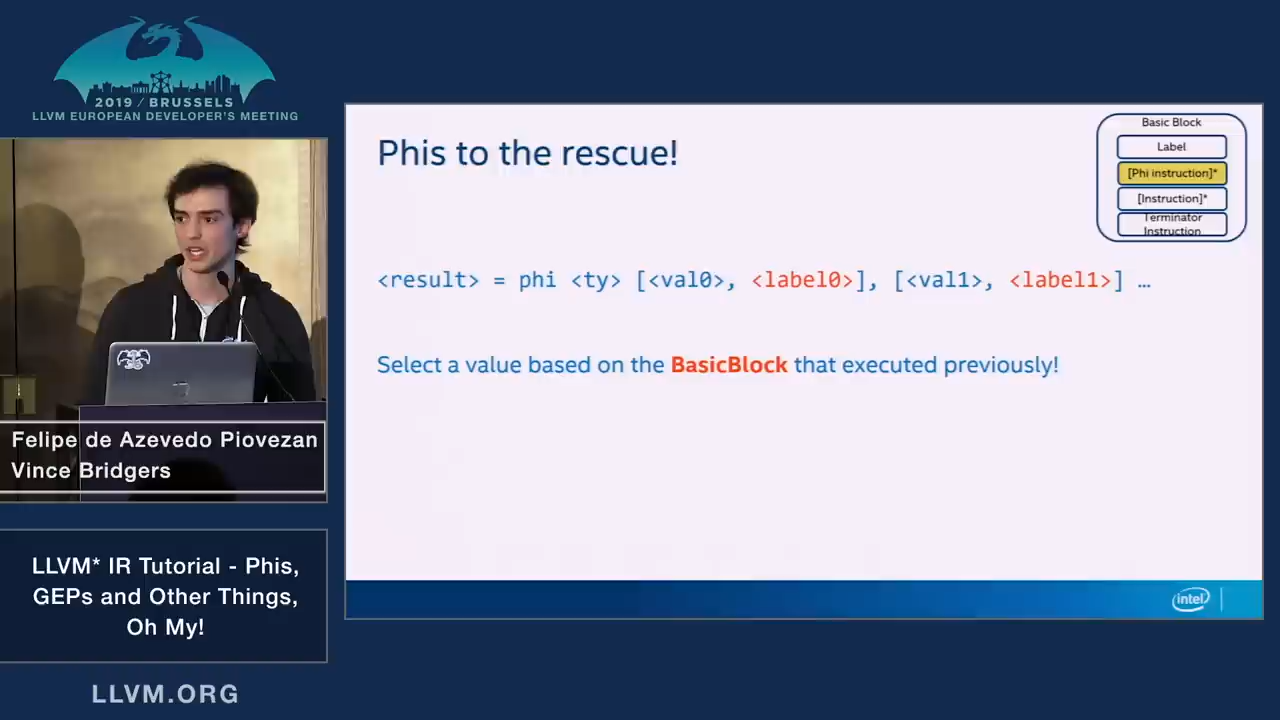 2019 / BRUSSELS
LLVM EUROPEAN DEVELOPER'S MEETING
Felipe de Azevedo Piovezan
Vince Bridgers
LLVM* IR Tutorial - Phis,
GEPs and Other Things,
Oh My!
LLVM.ORG
Phis to the rescue!
Basic Block
Label
[Phi instruction]*
[Instruction]*
Terminator
Instruction
<result> = phi <ty> [<val0>, <label0>], [<val1>, <label1>] …
Select a value based on the BasicBlock that executed previously!
intel